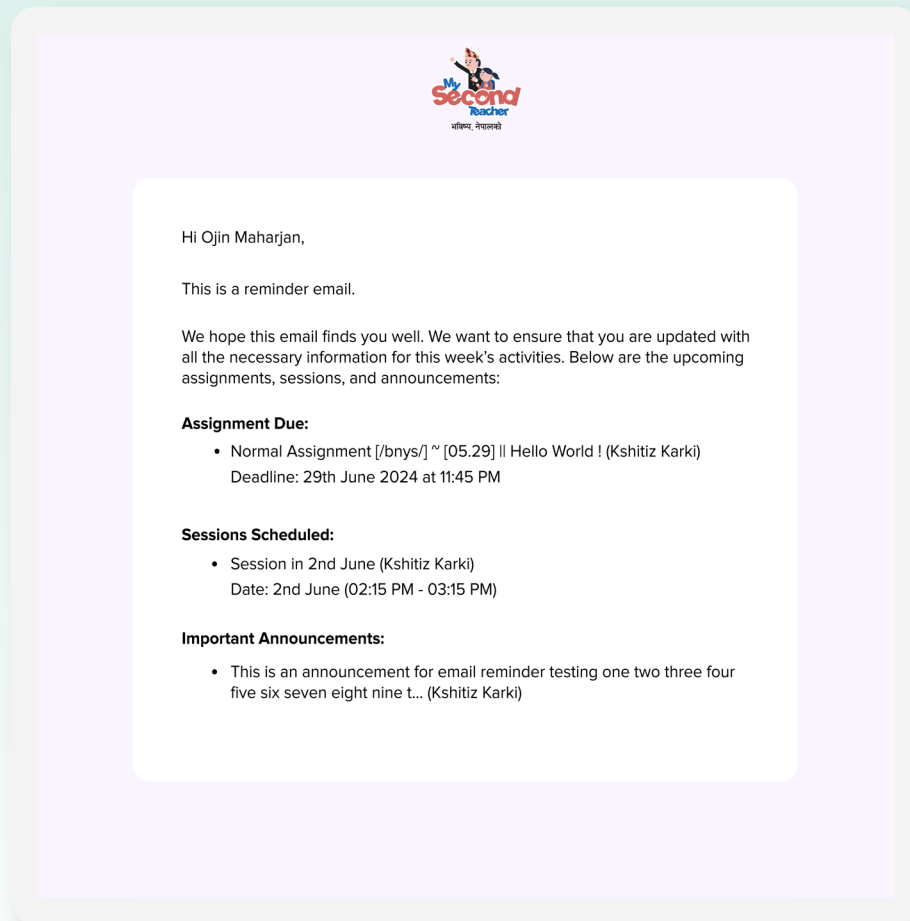 My
Second
Teacher
भविष्य, नेपालको
Hi Ojin Maharjan,
This is a reminder email.
We hope this email finds you well. We want to ensure that you are updated with
all the necessary information for this week’s activities. Below are the upcoming
assignments, sessions, and announcements:
Assignment Due:
• Normal Assignment [/bnys/] ~ [05.29] || Hello World ! (Kshitiz Karki)
Deadline: 29th June 2024 at 11:45 PM
Sessions Scheduled:
• Session in 2nd June (Kshitiz Karki)
Date: 2nd June (02:15 PM - 03:15 PM)
Important Announcements:
• This is an announcement for email reminder testing one two three four
five six seven eight nine t... (Kshitiz Karki)